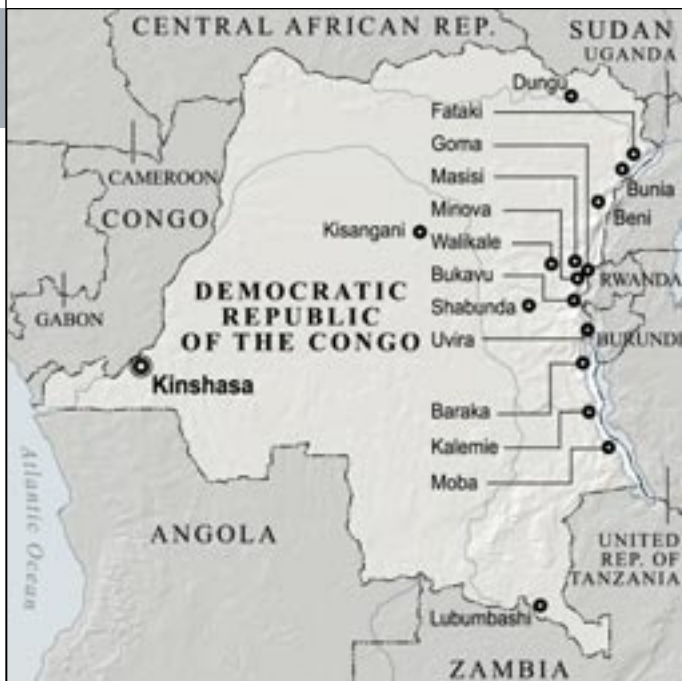 CENTRAL AFRICAN REP.
SUDAN
UGANDA
Dungu
Fataki
Goma
CAMEROON
Masisi
Bunia
CONGO
Minova
Beni
Kisangani
Walikale
RWANDA
Bukavu
DEMOCRATIC
REPUBLIC
OF THE CONGO
Shabunda
GABON
Uvira
BURUNDI
Kinshasa
Baraka
Kalemie
Moba
Atlantic Ocean
ANGOLA
UNITED
REP. OF
TANZANIA
Lubumbashi
ZAMBIA